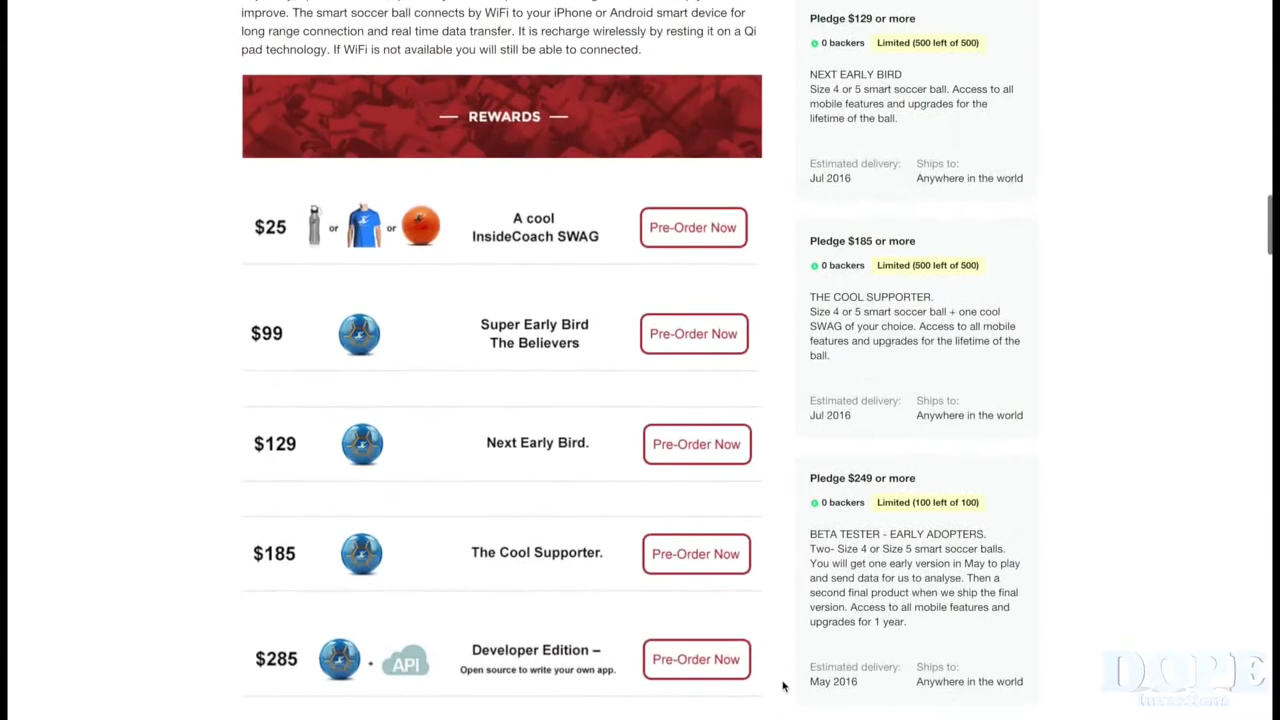 improve. The smart soccer ball connects by WiFi to your iPhone or Android smart device for
long range connection and real time data transfer. It is recharge wirelessly by resting it on a Qi
pad technology. If WiFi is not available you will still be able to connected.
REWARDS
$25
or
or
A cool
InsideCoach SWAG
Pre-Order Now
$99
Super Early Bird
The Believers
Pre-Order Now
$129
Next Early Bird.
Pre-Order Now
$185
The Cool Supporter.
Pre-Order Now
$285
+
API
Developer Edition –
Open source to write your own app.
Pre-Order Now
Pledge $129 or more
0 backers Limited (500 left of 500)
NEXT EARLY BIRD
Size 4 or 5 smart soccer ball. Access to all
mobile features and upgrades for the
lifetime of the ball.
Estimated delivery: Ships to:
Jul 2016 Anywhere in the world
Pledge $185 or more
0 backers Limited (500 left of 500)
THE COOL SUPPORTER.
Size 4 or 5 smart soccer ball + one cool
SWAG of your choice. Access to all mobile
features and upgrades for the lifetime of the
ball.
Estimated delivery: Ships to:
Jul 2016 Anywhere in the world
Pledge $249 or more
0 backers Limited (100 left of 100)
BETA TESTER - EARLY ADOPTERS.
Two- Size 4 or Size 5 smart soccer balls.
You will get one early version in May to play
and send data for us to analyse. Then a
second final product when we ship the final
version. Access to all mobile features and
upgrades for 1 year.
Estimated delivery: Ships to:
May 2016 Anywhere in the world
DOPE